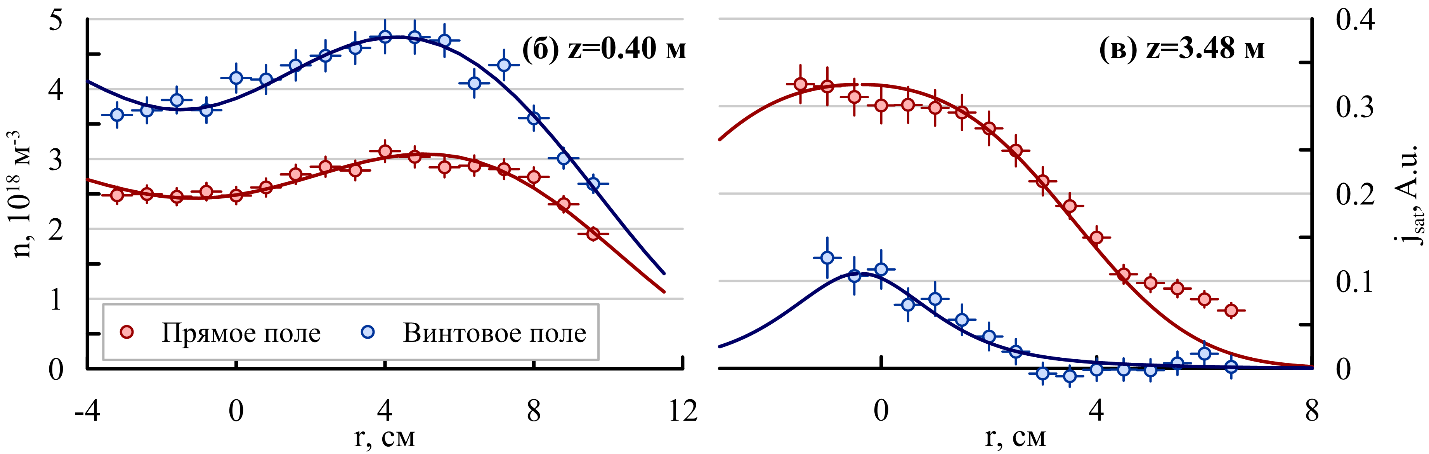 (б) z=0.40 м
n, 10¹⁸ м⁻³
5
4
3
2
1
0
Прямое поле
Винтовое поле
-4
0
4
8
12
r, см
(в) z=3.48 м
0.4
0.3
0.2
0.1
0
jsat, A.u.
0
4
8
r, см